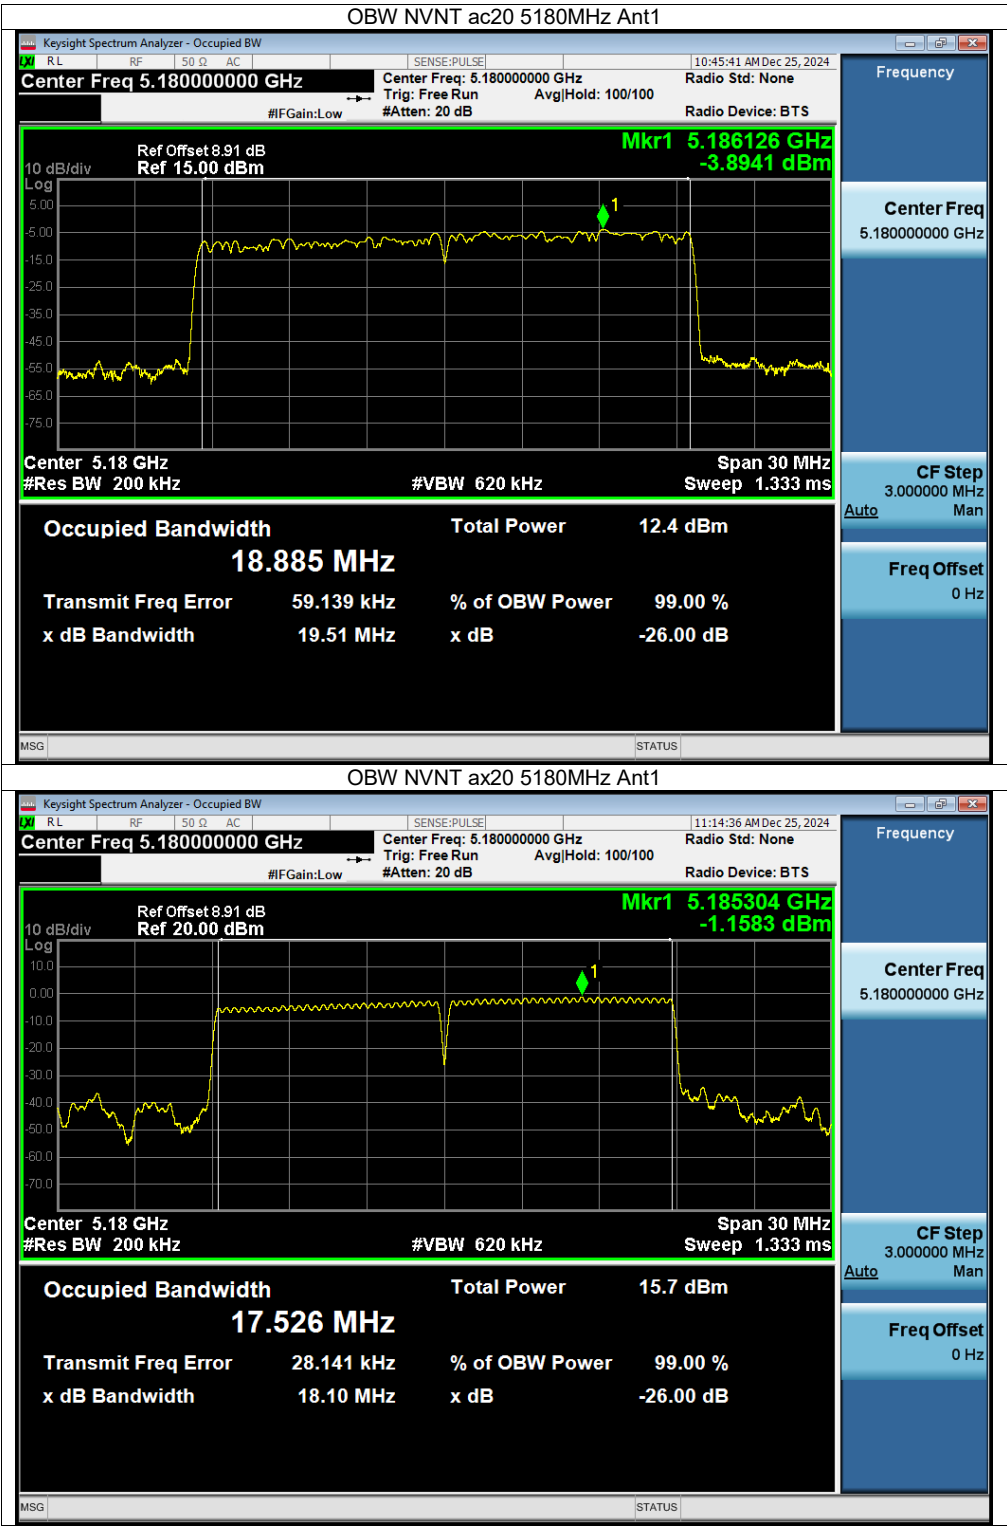 OBW NVNT ac20 5180MHz Ant1
Keysight Spectrum Analyzer - Occupied BW
LXI RL RF 50 Ω AC SENSE:PULSE 10:45:41 AM Dec 25, 2024
Center Freq 5.180000000 GHz Center Freq: 5.180000000 GHz Radio Std: None Frequency
Trig: Free Run Avg|Hold: 100/100
#IFGain:Low #Atten: 20 dB Radio Device: BTS
Mkr1 5.186126 GHz
-3.8941 dBm
Ref Offset 8.91 dB
10 dB/div Ref 15.00 dBm
Log
5.00
-5.00
-15.0
-25.0
-35.0
-45.0
-55.0
-65.0
-75.0
1
Center Freq
5.180000000 GHz
Center 5.18 GHz Span 30 MHz
#Res BW 200 kHz #VBW 620 kHz Sweep 1.333 ms
CF Step
3.000000 MHz
Auto Man
Occupied Bandwidth Total Power 12.4 dBm
18.885 MHz
Transmit Freq Error 59.139 kHz % of OBW Power 99.00 %
x dB Bandwidth 19.51 MHz x dB -26.00 dB
Freq Offset
0 Hz
MSG STATUS
OBW NVNT ax20 5180MHz Ant1
Keysight Spectrum Analyzer - Occupied BW
LXI RL RF 50 Ω AC SENSE:PULSE 11:14:36 AM Dec 25, 2024
Center Freq 5.180000000 GHz Center Freq: 5.180000000 GHz Radio Std: None Frequency
Trig: Free Run Avg|Hold: 100/100
#IFGain:Low #Atten: 20 dB Radio Device: BTS
Mkr1 5.185304 GHz
-1.1583 dBm
Ref Offset 8.91 dB
10 dB/div Ref 20.00 dBm
Log
10.0
0.00
-10.0
-20.0
-30.0
-40.0
-50.0
-60.0
-70.0
1
Center Freq
5.180000000 GHz
Center 5.18 GHz Span 30 MHz
#Res BW 200 kHz #VBW 620 kHz Sweep 1.333 ms
CF Step
3.000000 MHz
Auto Man
Occupied Bandwidth Total Power 15.7 dBm
17.526 MHz
Transmit Freq Error 28.141 kHz % of OBW Power 99.00 %
x dB Bandwidth 18.10 MHz x dB -26.00 dB
Freq Offset
0 Hz
MSG STATUS